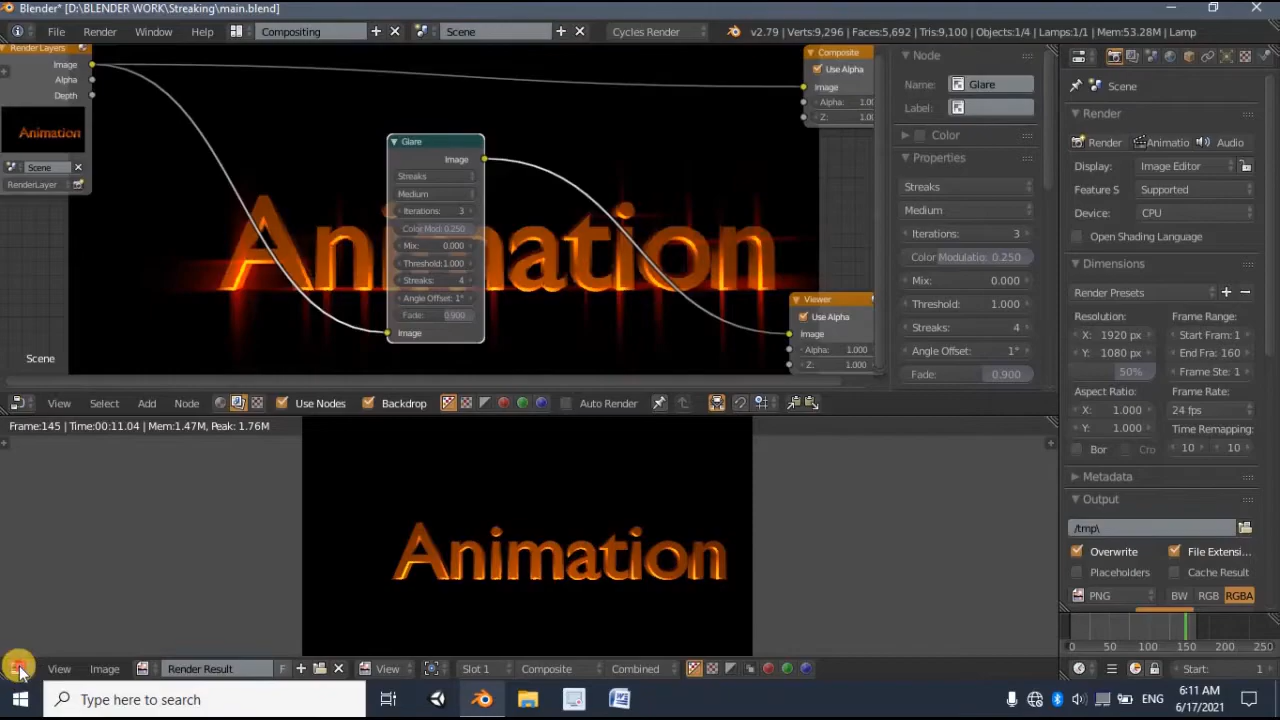 Blender* [D:\BLENDER WORK\Streaking\main.blend]
File Render Window Help Compositing Scene Cycles Render v2.79 | Verts:9,296 | Faces:5,692 | Tris:9,100 | Objects:1/4 | Lamps:1/1 | Mem:53.28M | Lamp
Render Layers
Image
Alpha
Depth
Animation
Scene
RenderLayer
Glare
Image
Streaks
Medium
Iterations: 3
Color Mod: 0.250
Mix: 0.000
Threshold: 1.000
Streaks: 4
Angle Offset: 1°
Fade: 0.900
Image
Animation
Composite
Use Alpha
Image
Alpha: 1.00
Z: 1.00
Viewer
Use Alpha
Image
Alpha: 1.000
Z: 1.000
Scene
Node
Name: Glare
Label:
Color
Properties
Streaks
Medium
Iterations: 3
Color Modulatio: 0.250
Mix: 0.000
Threshold: 1.000
Streaks: 4
Angle Offset: 1°
Fade: 0.900
Scene
Render
Render Animatio Audio
Display: Image Editor
Feature S Supported
Device: CPU
Open Shading Language
Dimensions
Render Presets
Resolution: Frame Range:
X: 1920 px Start Fram: 1
Y: 1080 px End Fra: 160
50% Frame Ste: 1
Aspect Ratio: Frame Rate:
X: 1.000 24 fps
Y: 1.000 Time Remapping:
Bor Cro 10 10
Metadata
Output
/tmp\
Overwrite File Extensi...
Placeholders Cache Result
PNG BW RGB RGBA
View Select Add Node Use Nodes Backdrop Auto Render
Frame:145 | Time:00:11.04 | Mem:1.47M, Peak: 1.76M
Animation
0 50 100 150 200 250
View Image Render Result F View Slot 1 Composite Combined Start: 1
Type here to search ENG 6:11 AM
6/17/2021